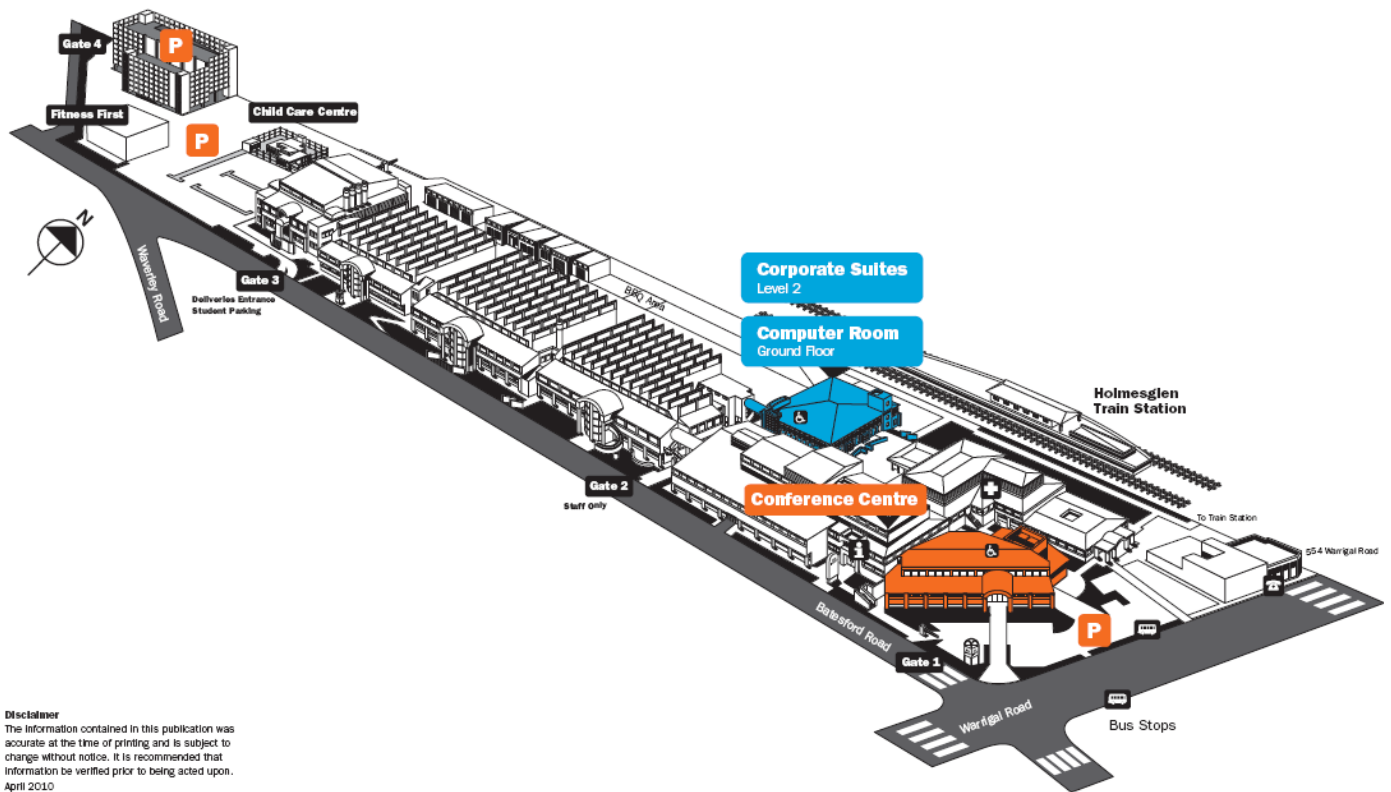 Gate 4
P
Fitness First
Child Care Centre
P
N
Waverley Road
Gate 3
Deliveries Entrance
Student Parking
BBQ Area
Corporate Suites
Level 2
Computer Room
Ground Floor
Holmesglen
Train Station
Gate 2
Staff Only
Conference Centre
To Train Station
554 Warrigal Road
i
Batesford Road
P
Gate 1
Warrigal Road
Bus Stops
Disclaimer
The information contained in this publication was
accurate at the time of printing and is subject to
change without notice. It is recommended that
information be verified prior to being acted upon.
April 2010